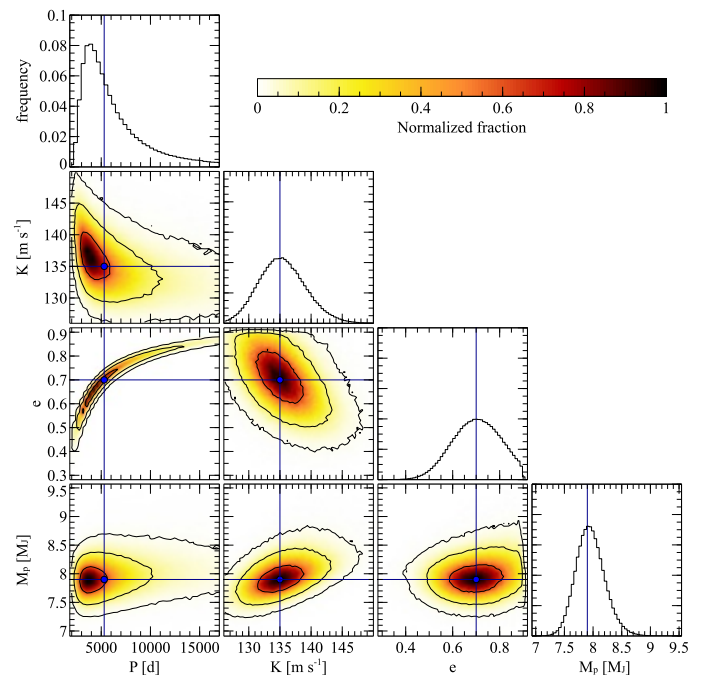 0.1
0.08
0.06
0.04
0.02
0
frequency
0 0.2 0.4 0.6 0.8 1
Normalized fraction
145
140
135
130
K [m s⁻¹]
0.9
0.8
0.7
0.6
0.5
0.4
0.3
e
9.5
9
8.5
8
7.5
7
Mₚ [MJ]
5000 10000 15000
P [d]
130 135 140 145
K [m s⁻¹]
0.4 0.6 0.8
e
7 7.5 8 8.5 9 9.5
Mₚ [MJ]